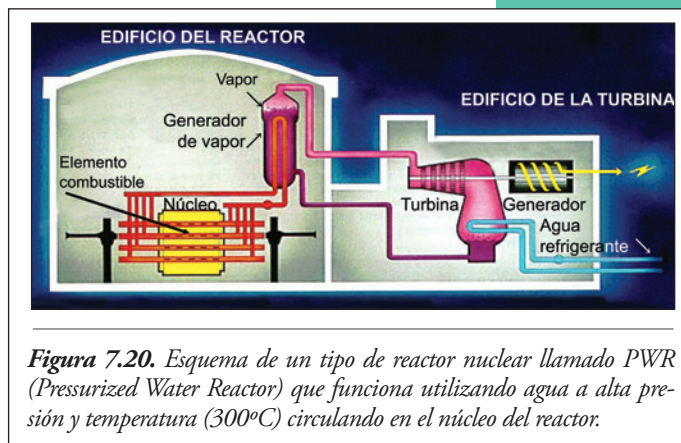 EDIFICIO DEL REACTOR
Vapor
EDIFICIO DE LA TURBINA
Generador
de vapor
Elemento
combustible
Núcleo
Turbina
Generador
Agua
refrigerante
Figura 7.20. Esquema de un tipo de reactor nuclear llamado PWR
(Pressurized Water Reactor) que funciona utilizando agua a alta pre-
sión y temperatura (300ºC) circulando en el núcleo del reactor.